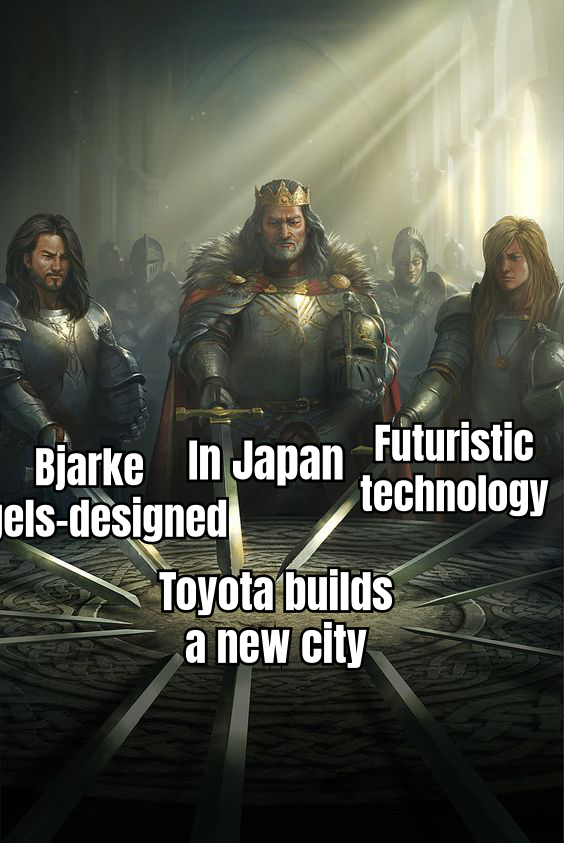 Bjarke
gels-designed
In Japan
Futuristic
technology
Toyota builds
a new city